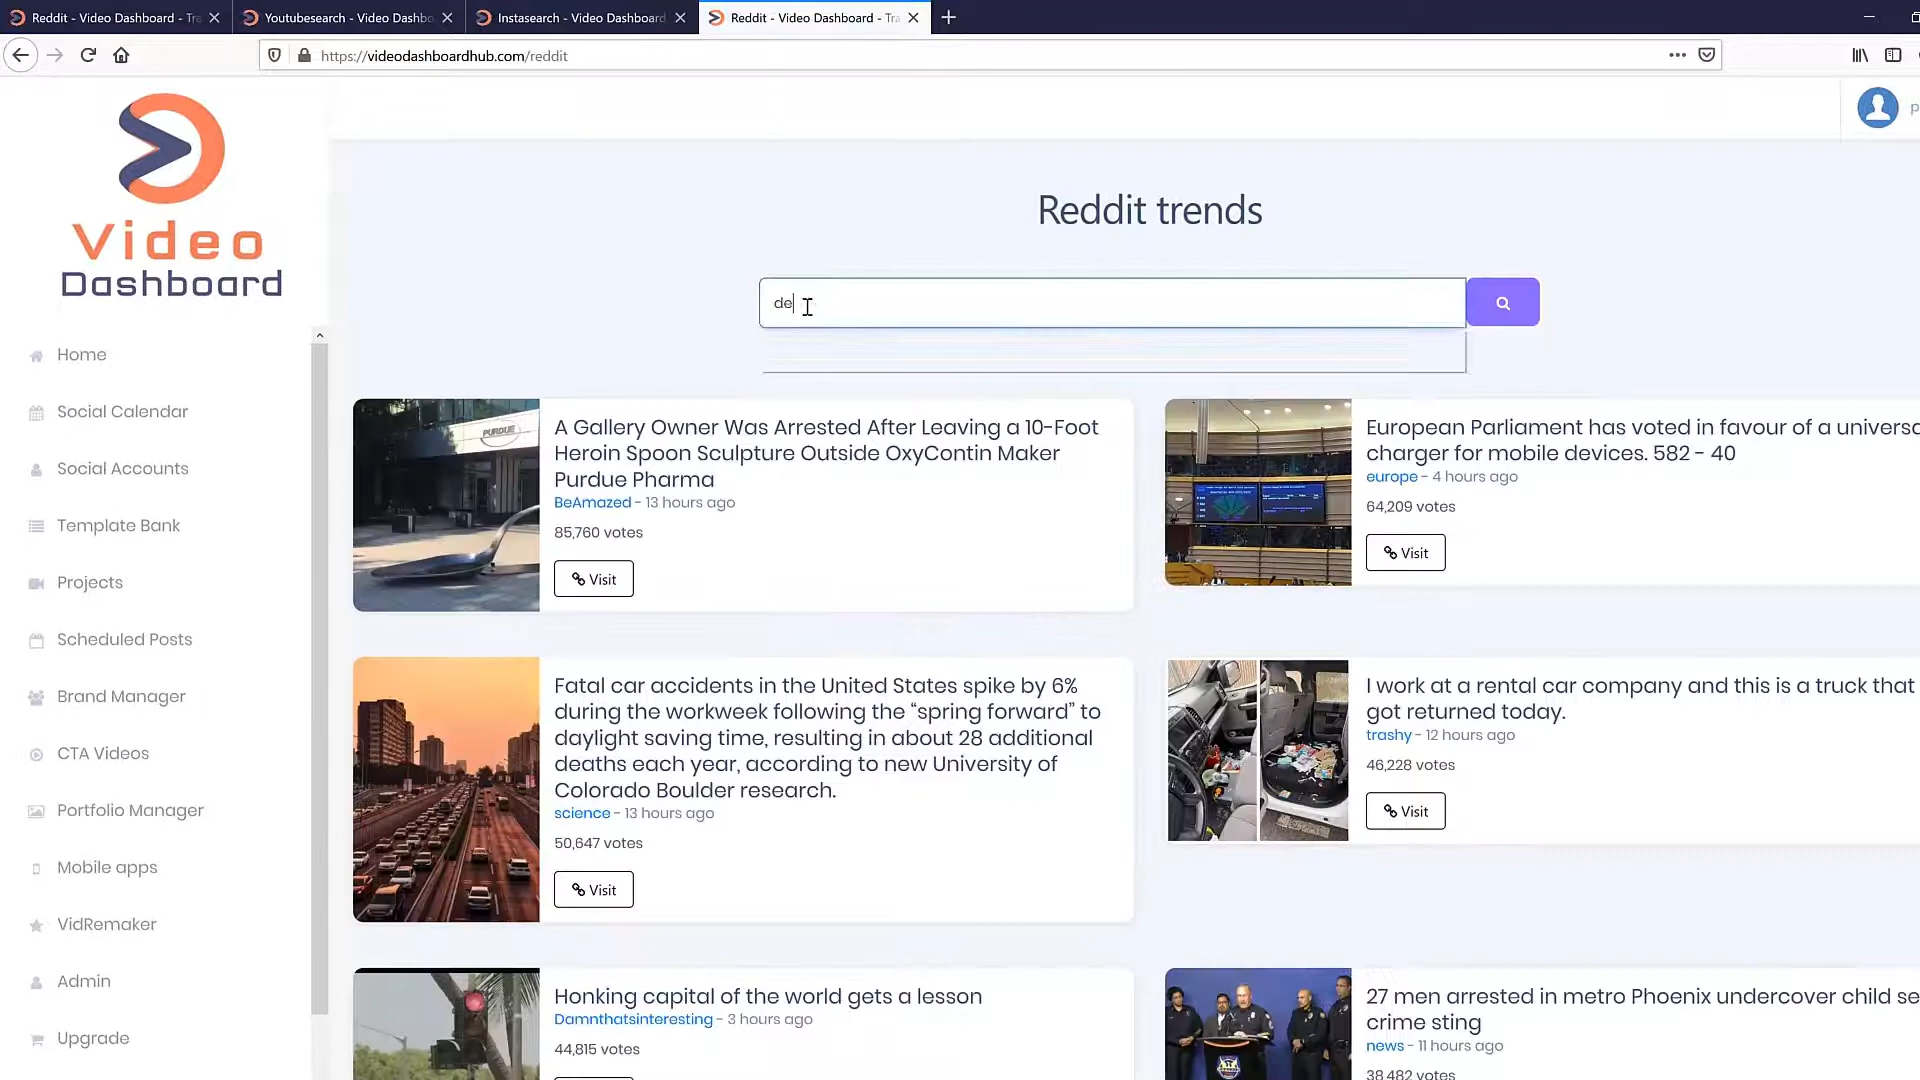 Reddit - Video Dashboard - Tra
Youtubesearch - Video Dashbo
Instasearch - Video Dashboard
Reddit - Video Dashboard - Tra
https://videodashboardhub.com/reddit
Video
Dashboard
Home
Social Calendar
Social Accounts
Template Bank
Projects
Scheduled Posts
Brand Manager
CTA Videos
Portfolio Manager
Mobile apps
VidRemaker
Admin
Upgrade
p
Reddit trends
de
PURDUE
A Gallery Owner Was Arrested After Leaving a 10-Foot
Heroin Spoon Sculpture Outside OxyContin Maker
Purdue Pharma
BeAmazed - 13 hours ago
85,760 votes
Visit
European Parliament has voted in favour of a universa
charger for mobile devices. 582 - 40
europe - 4 hours ago
64,209 votes
Visit
Fatal car accidents in the United States spike by 6%
during the workweek following the “spring forward” to
daylight saving time, resulting in about 28 additional
deaths each year, according to new University of
Colorado Boulder research.
science - 13 hours ago
50,647 votes
Visit
I work at a rental car company and this is a truck that
got returned today.
trashy - 12 hours ago
46,228 votes
Visit
Honking capital of the world gets a lesson
Damnthatsinteresting - 3 hours ago
44,815 votes
27 men arrested in metro Phoenix undercover child se
crime sting
news - 11 hours ago
38,482 votes